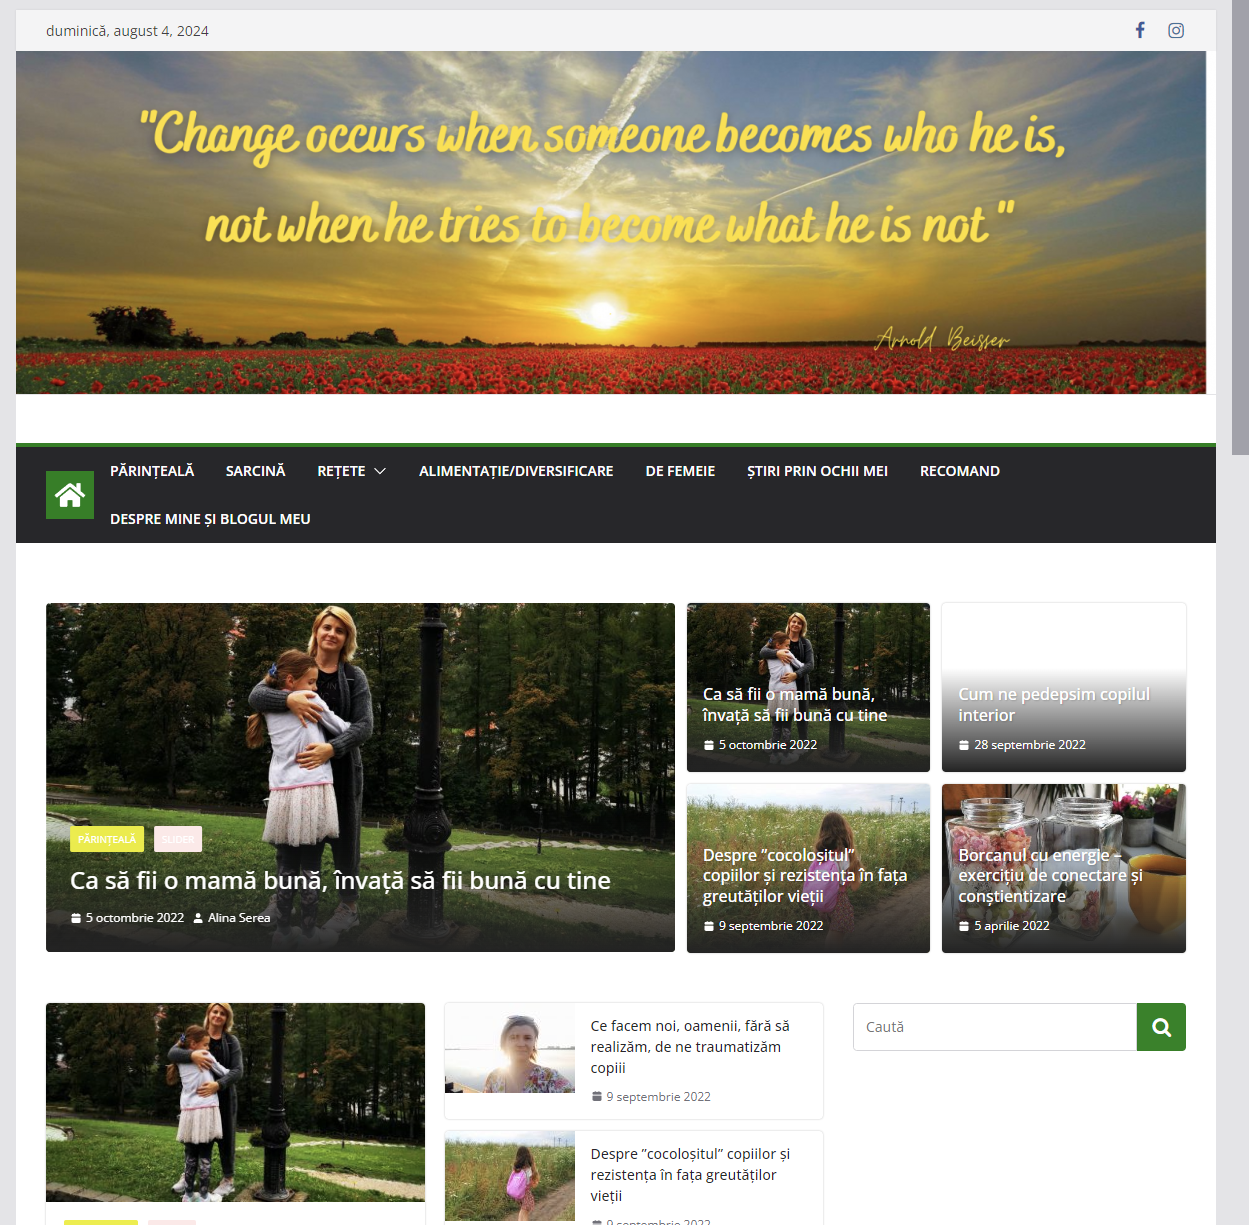 duminică, august 4, 2024
"Change occurs when someone becomes who he is,
not when he tries to become what he is not "
Arnold Beisser
PĂRINȚEALĂ
SARCINĂ
REȚETE
ALIMENTAȚIE/DIVERSIFICARE
DE FEMEIE
ȘTIRI PRIN OCHII MEI
RECOMAND
DESPRE MINE ȘI BLOGUL MEU
PĂRINȚEALĂ
SLIDER
Ca să fii o mamă bună, învață să fii bună cu tine
5 octombrie 2022 Alina Serea
Ca să fii o mamă bună,
învață să fii bună cu tine
5 octombrie 2022
Cum ne pedepsim copilul
interior
28 septembrie 2022
Despre ”cocoloșitul”
copiilor și rezistența în fața
greutăților vieții
9 septembrie 2022
Borcanul cu energie –
exercițiu de conectare și
conștientizare
5 aprilie 2022
Ce facem noi, oamenii, fără să
realizăm, de ne traumatizăm
copiii
9 septembrie 2022
Despre ”cocoloșitul” copiilor și
rezistența în fața greutăților
vieții
9 septembrie 2022
Caută